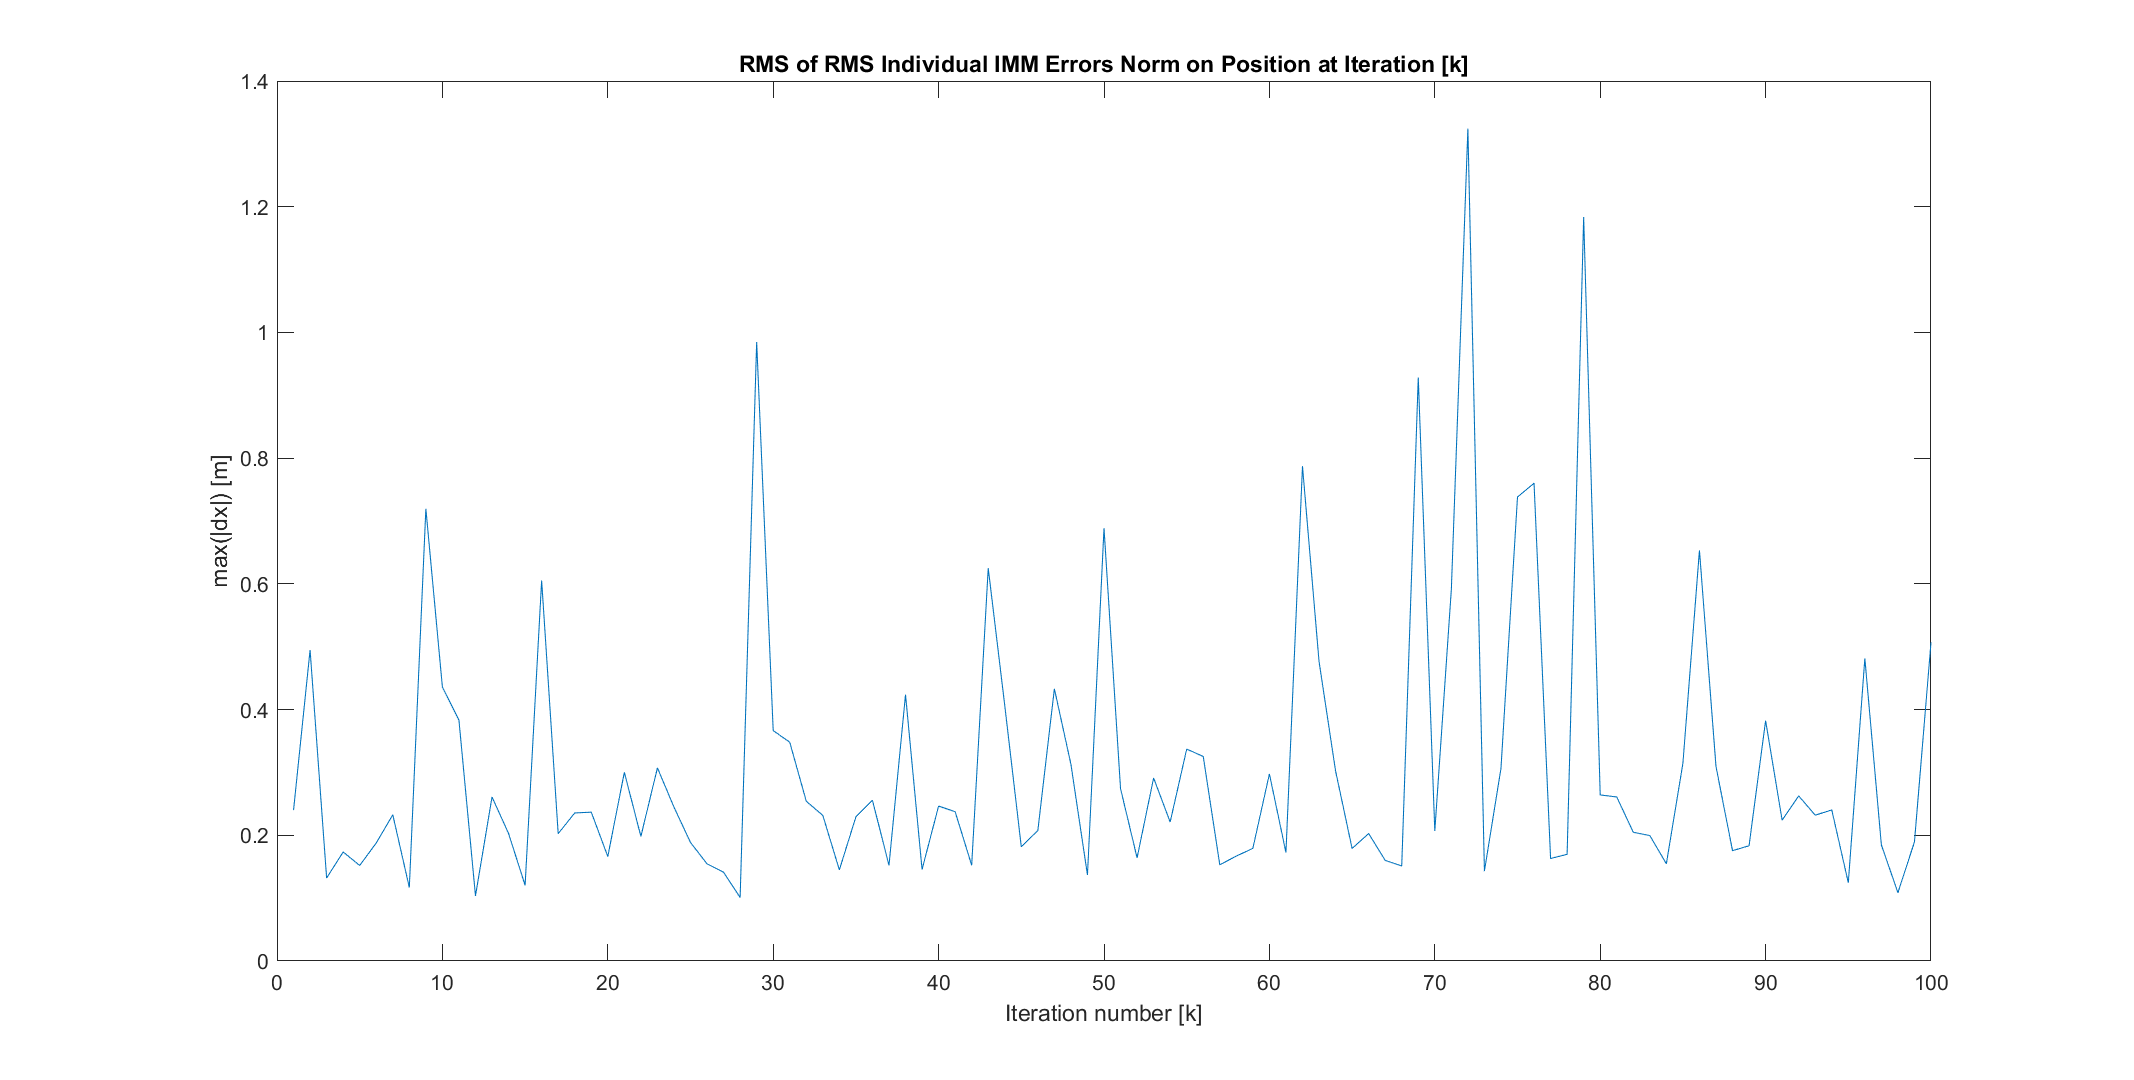 RMS of RMS Individual IMM Errors Norm on Position at Iteration [k]
1.4
1.2
1
0.8
0.6
0.4
0.2
0
max(|dx|) [m]
0 10 20 30 40 50 60 70 80 90 100
Iteration number [k]